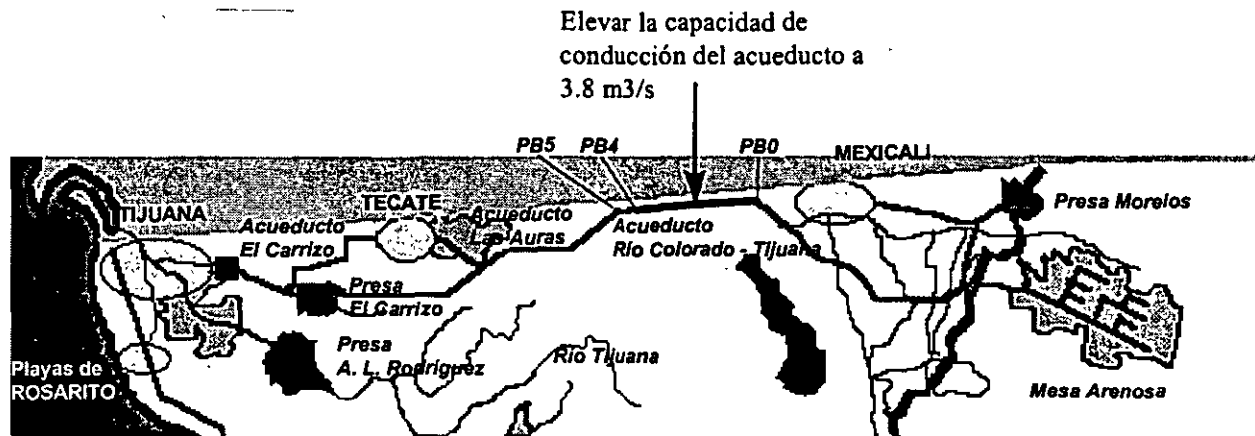 Elevar la capacidad de
conducción del acueducto a
3.8 m3/s
PB5 PB4 PB0
MEXICALI
TIJUANA
TECATE
Presa Morelos
Acueducto
El Carrizo
Acueducto
Las Auras
Acueducto
Río Colorado - Tijuana
Presa
El Carrizo
Presa
A. L. Rodríguez
Río Tijuana
Playas de
ROSARITO
Mesa Arenosa